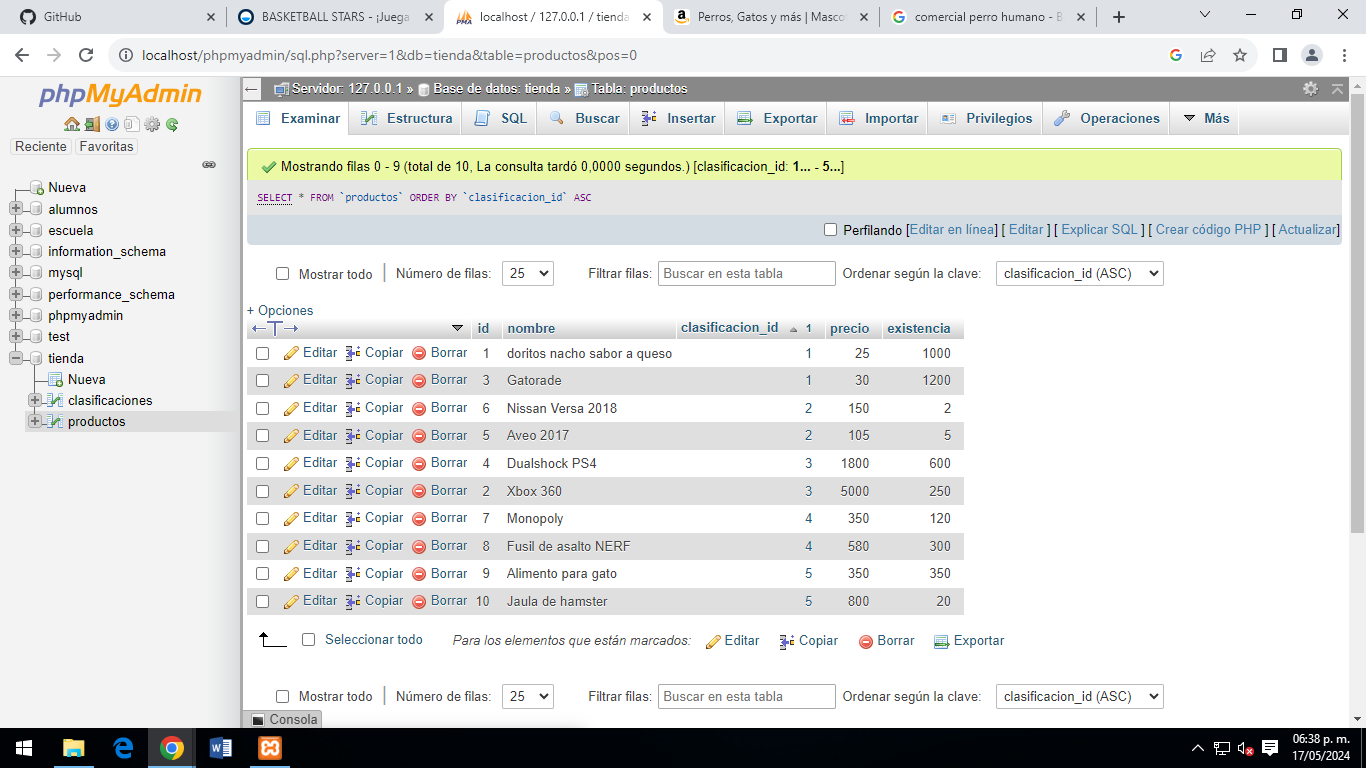 GitHub
BASKETBALL STARS - ¡Juega
localhost / 127.0.0.1 / tienda
Perros, Gatos y más | Masco
comercial perro humano - B
localhost/phpmyadmin/sql.php?server=1&db=tienda&table=productos&pos=0
phpMyAdmin
Reciente Favoritas
Nueva
alumnos
escuela
information_schema
mysql
performance_schema
phpmyadmin
test
tienda
Nueva
clasificaciones
productos
Servidor: 127.0.0.1 » Base de datos: tienda » Tabla: productos
Examinar Estructura SQL Buscar Insertar Exportar Importar Privilegios Operaciones Más
Mostrando filas 0 - 9 (total de 10, La consulta tardó 0,0000 segundos.) [clasificacion_id: 1... - 5...]
SELECT * FROM `productos` ORDER BY `clasificacion_id` ASC
Perfilando [Editar en línea] [ Editar ] [ Explicar SQL ] [ Crear código PHP ] [ Actualizar]
Mostrar todo Número de filas: 25 Filtrar filas: Buscar en esta tabla Ordenar según la clave: clasificacion_id (ASC)
+ Opciones
←T→ id nombre clasificacion_id 1 precio existencia
Editar Copiar Borrar 1 doritos nacho sabor a queso 1 25 1000
Editar Copiar Borrar 3 Gatorade 1 30 1200
Editar Copiar Borrar 6 Nissan Versa 2018 2 150 2
Editar Copiar Borrar 5 Aveo 2017 2 105 5
Editar Copiar Borrar 4 Dualshock PS4 3 1800 600
Editar Copiar Borrar 2 Xbox 360 3 5000 250
Editar Copiar Borrar 7 Monopoly 4 350 120
Editar Copiar Borrar 8 Fusil de asalto NERF 4 580 300
Editar Copiar Borrar 9 Alimento para gato 5 350 350
Editar Copiar Borrar 10 Jaula de hamster 5 800 20
Seleccionar todo Para los elementos que están marcados: Editar Copiar Borrar Exportar
Mostrar todo Número de filas: 25 Filtrar filas: Buscar en esta tabla Ordenar según la clave: clasificacion_id (ASC)
Consola
06:38 p. m.
17/05/2024